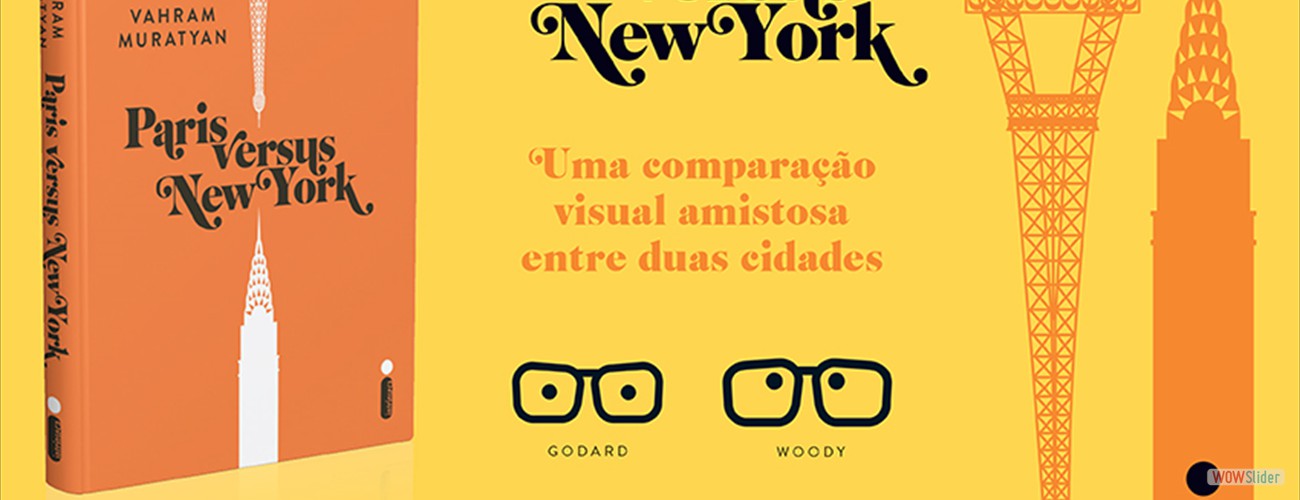 VAHRAM
MURATYAN
Paris
versus
New York
Paris versus New York
New York
Uma comparação
visual amistosa
entre duas cidades
GODARD
WOODY
WOWSlider